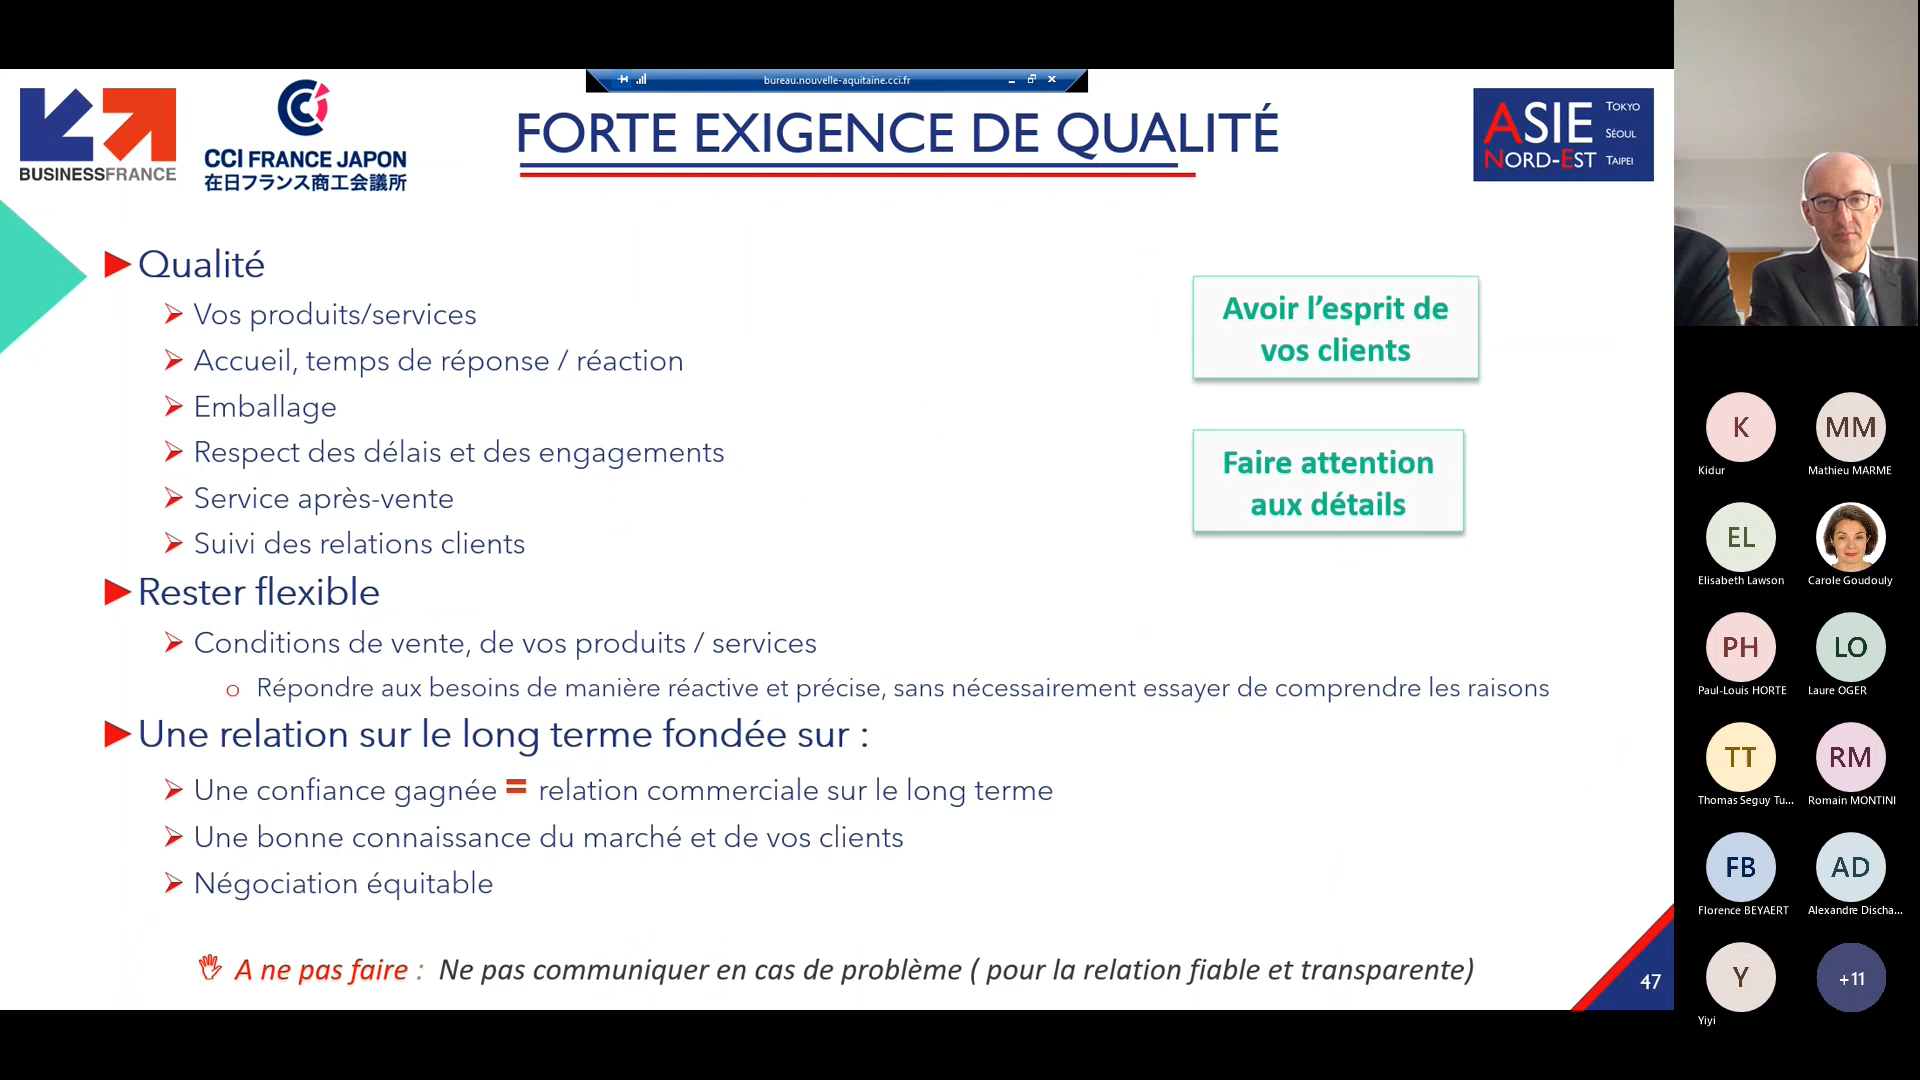 bureau.nouvelle-aquitaine.cci.fr
BUSINESSFRANCE
CCI FRANCE JAPON
在日フランス商工会議所
FORTE EXIGENCE DE QUALITÉ
ASIE
NORD-EST
TOKYO
SÉOUL
TAIPEI
Qualité
Vos produits/services
Accueil, temps de réponse / réaction
Emballage
Respect des délais et des engagements
Service après-vente
Suivi des relations clients
Avoir l’esprit de
vos clients
Faire attention
aux détails
Rester flexible
Conditions de vente, de vos produits / services
Répondre aux besoins de manière réactive et précise, sans nécessairement essayer de comprendre les raisons
Une relation sur le long terme fondée sur :
Une confiance gagnée = relation commerciale sur le long terme
Une bonne connaissance du marché et de vos clients
Négociation équitable
A ne pas faire : Ne pas communiquer en cas de problème ( pour la relation fiable et transparente)
47
K
Kidur
MM
Mathieu MARME
EL
Elisabeth Lawson
Carole Goudouly
PH
Paul-Louis HORTE
LO
Laure OGER
TT
Thomas Seguy Tu...
RM
Romain MONTINI
FB
Florence BEYAERT
AD
Alexandre Discha...
Y
Yiyi
+11